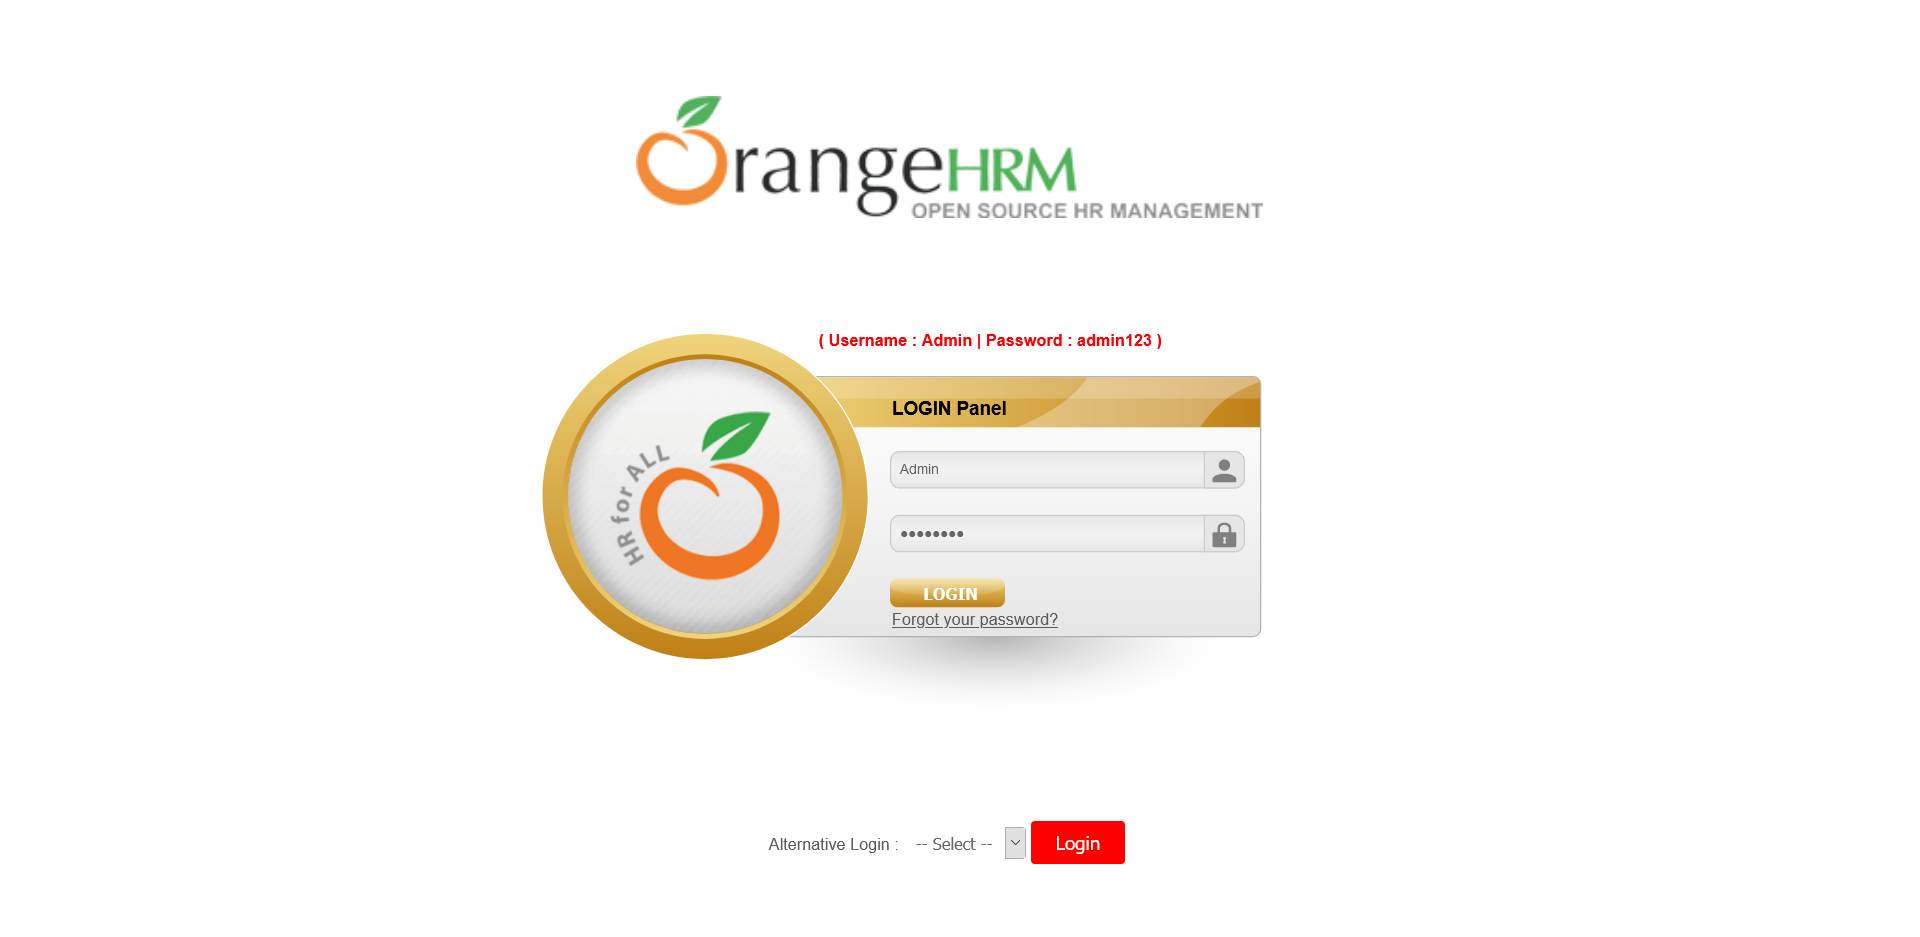 OrangeHRM
OPEN SOURCE HR MANAGEMENT
( Username : Admin | Password : admin123 )
HR for ALL
LOGIN Panel
Admin
••••••••
LOGIN
Forgot your password?
Alternative Login : -- Select -- Login